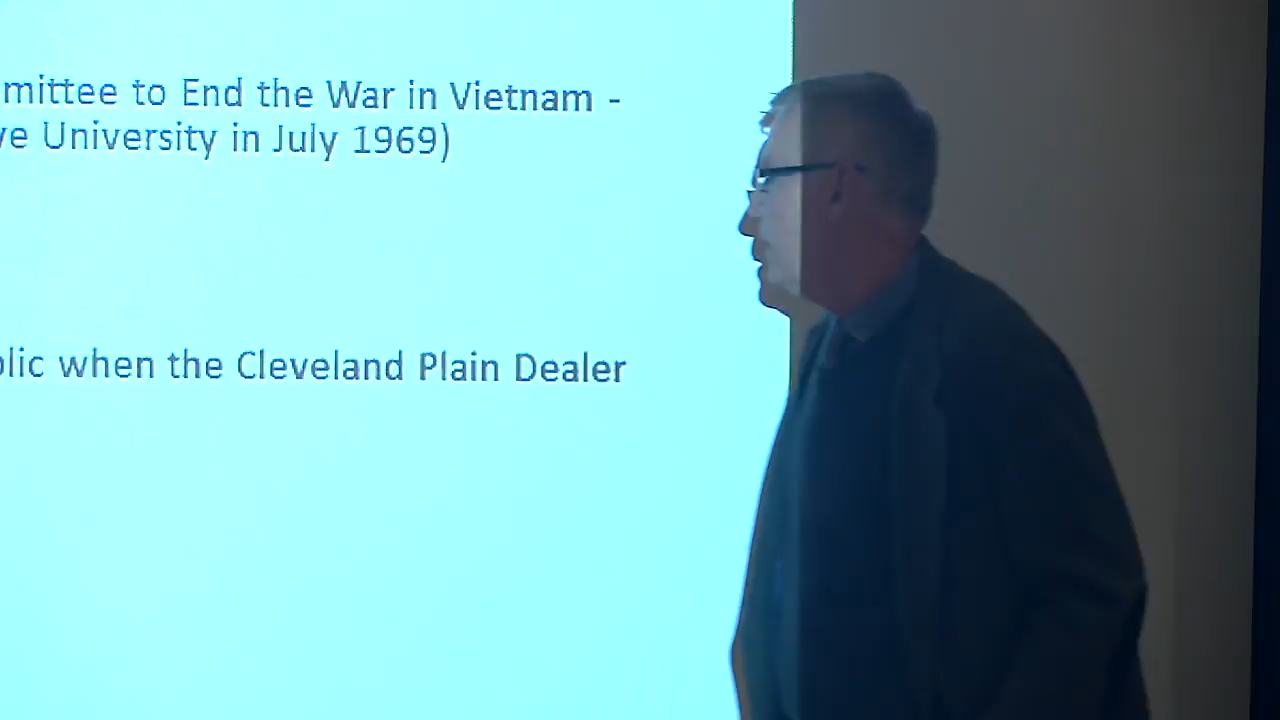 mittee to End the War in Vietnam -
ve University in July 1969)
blic when the Cleveland Plain Dealer